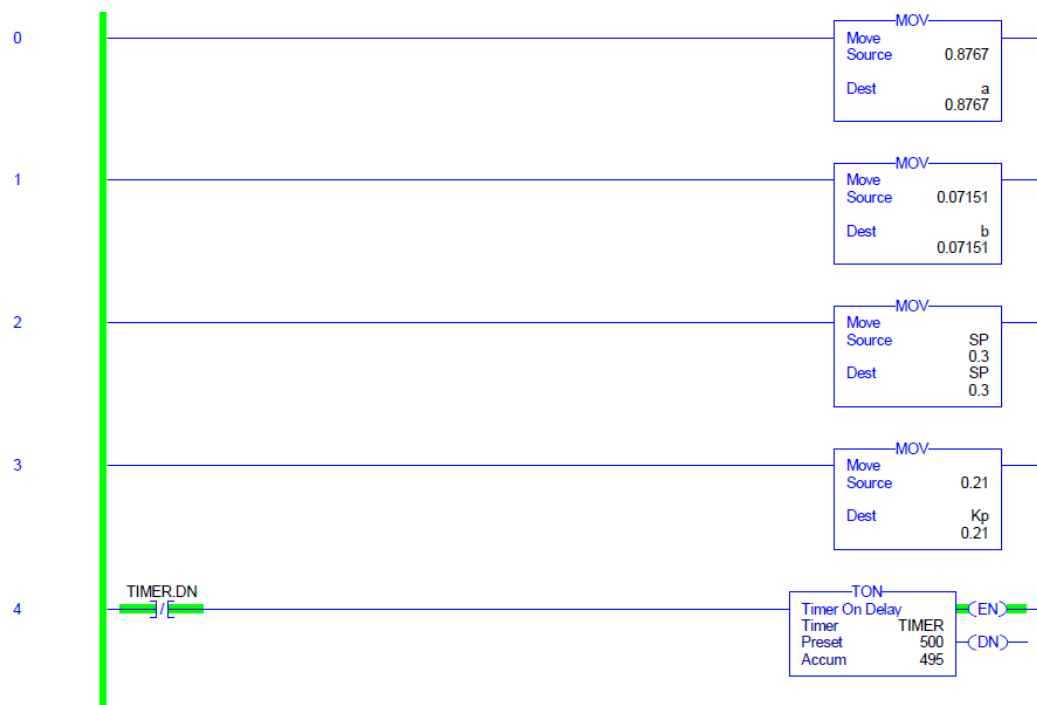 0
MOV
Move
Source 0.8767
Dest a
0.8767
1
MOV
Move
Source 0.07151
Dest b
0.07151
2
MOV
Move
Source SP
0.3
Dest SP
0.3
3
MOV
Move
Source 0.21
Dest Kp
0.21
TIMER.DN
4
/
TON
Timer On Delay
Timer TIMER
Preset 500
Accum 495
EN
DN